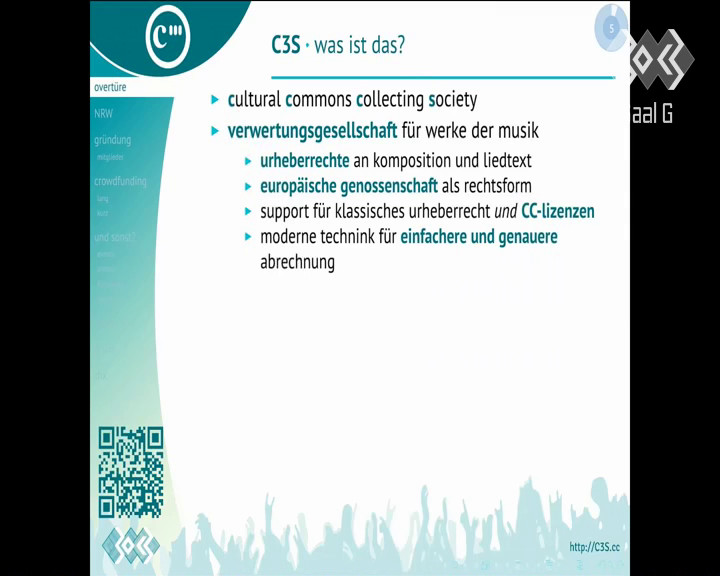 C3S · was ist das?
5
aal G
overtüre
NRW
gründung
mitglieder
crowdfunding
lang
kurz
und sonst?
cultural commons collecting society
verwertungsgesellschaft für werke der musik
urheberrechte an komposition und liedtext
europäische genossenschaft als rechtsform
support für klassisches urheberrecht und CC-lizenzen
moderne technink für einfachere und genauere
abrechnung
http://C3S.cc